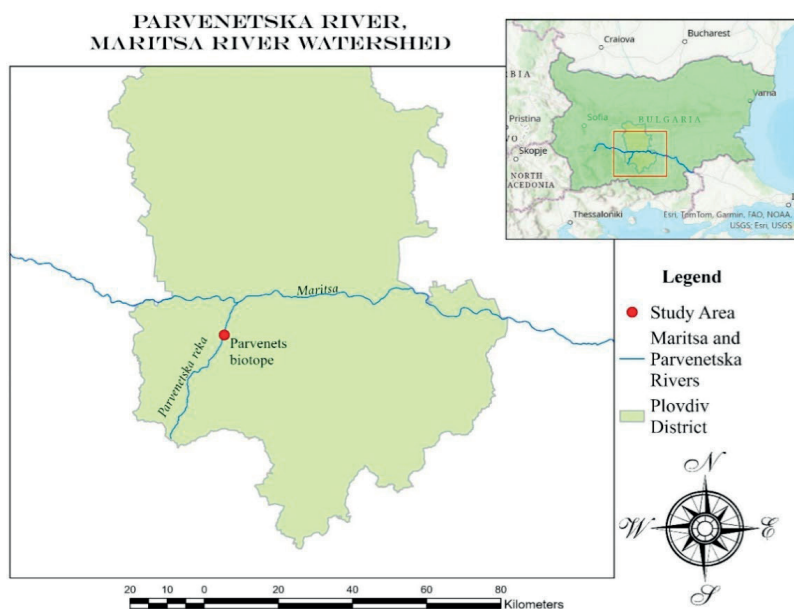 PARVENETSKA RIVER,
MARITSA RIVER WATERSHED
Craiova
Bucharest
Varna
BULGARIA
Sofia
Pristina
Skopje
NORTH
Thessaloniki
Esri, TomTom, Garmin, FAO, NOAA,
USGS; Esri, USGS
Maritsa
Parvenetska reka
Parvenets
biotope
Legend
Study Area
Maritsa and
Parvenetska
Rivers
Plovdiv
District
N
W
E
S
20 10 0 20 40 60 80
Kilometers